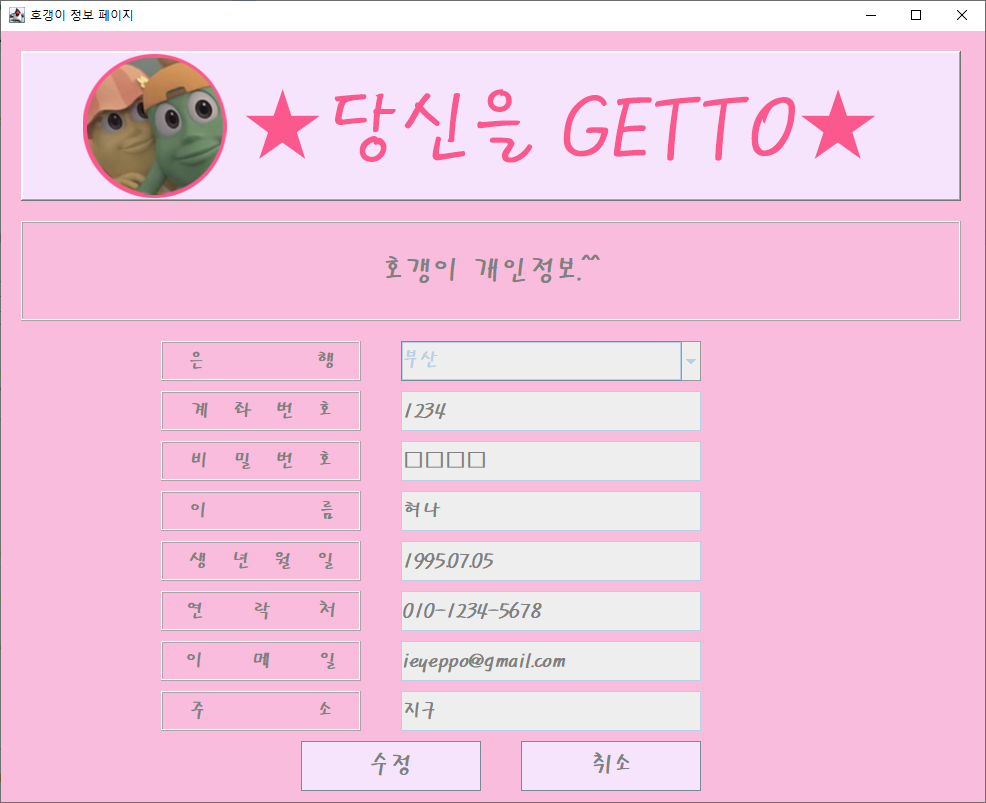 호갱이 정보 페이지
★당신을 GETTO★
호갱이 개인정보.^^
은 행 부산
계 좌 번 호 1234
비 밀 번 호 □□□□
이 름 혀나
생 년 월 일 1995.07.05
연 락 처 010-1234-5678
이 메 일 ieyeppo@gmail.com
주 소 지구
수정 취소